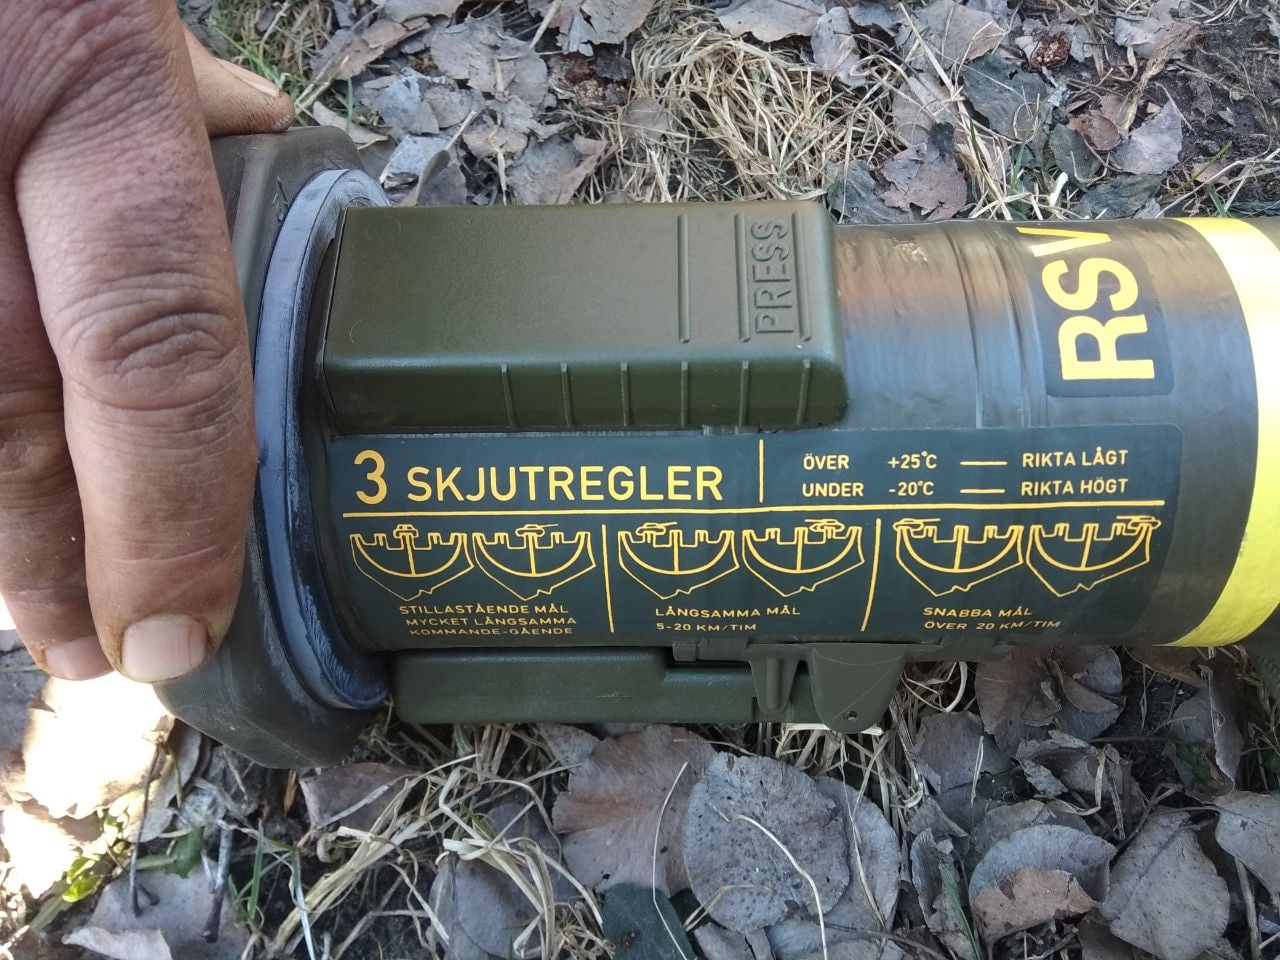 PRESS
RSV
3 SKJUTREGLER
ÖVER +25°C — RIKTA LÅGT
UNDER -20°C — RIKTA HÖGT
STILLASTÅENDE MÅL
MYCKET LÅNGSAMMA
KOMMANDE-GÅENDE
LÅNGSAMMA MÅL
5-20 KM/TIM
SNABBA MÅL
ÖVER 20 KM/TIM